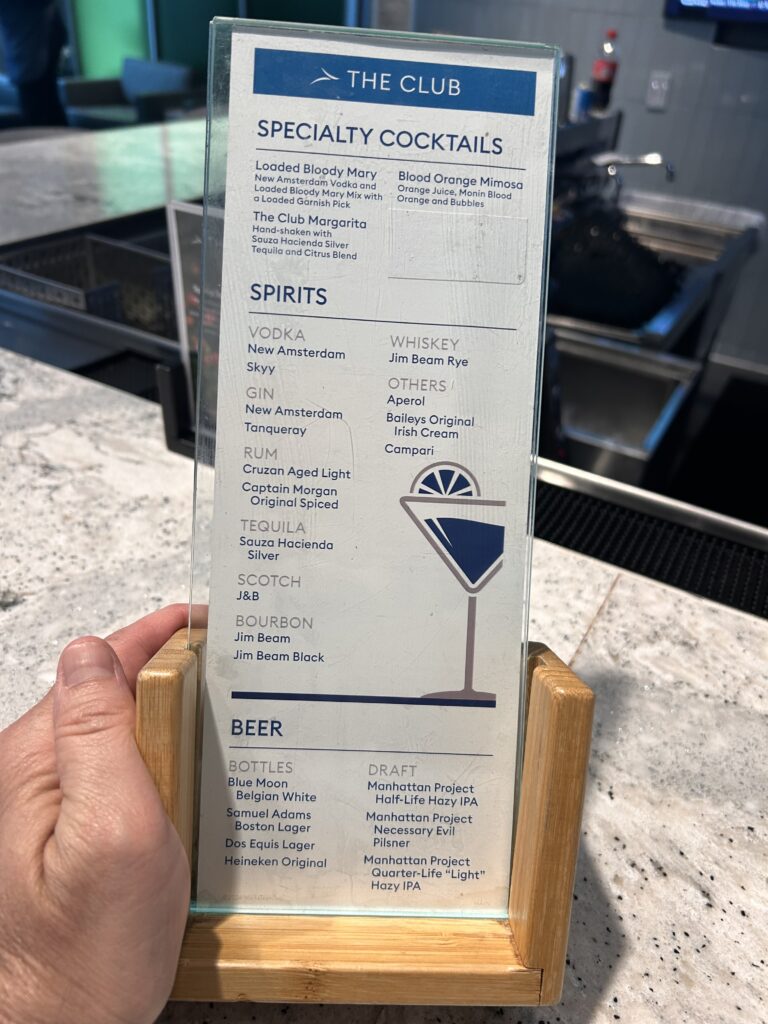 THE CLUB
SPECIALTY COCKTAILS
Loaded Bloody Mary
New Amsterdam Vodka and
Loaded Bloody Mary Mix with
a Loaded Garnish Pick
The Club Margarita
Hand-shaken with
Sauza Hacienda Silver
Tequila and Citrus Blend
Blood Orange Mimosa
Orange Juice, Monin Blood
Orange and Bubbles
SPIRITS
VODKA
New Amsterdam
Skyy
GIN
New Amsterdam
Tanqueray
RUM
Cruzan Aged Light
Captain Morgan
Original Spiced
TEQUILA
Sauza Hacienda
Silver
SCOTCH
J&B
BOURBON
Jim Beam
Jim Beam Black
WHISKEY
Jim Beam Rye
OTHERS
Aperol
Baileys Original
Irish Cream
Campari
BEER
BOTTLES
Blue Moon
Belgian White
Samuel Adams
Boston Lager
Dos Equis Lager
Heineken Original
DRAFT
Manhattan Project
Half-Life Hazy IPA
Manhattan Project
Necessary Evil
Pilsner
Manhattan Project
Quarter-Life “Light”
Hazy IPA